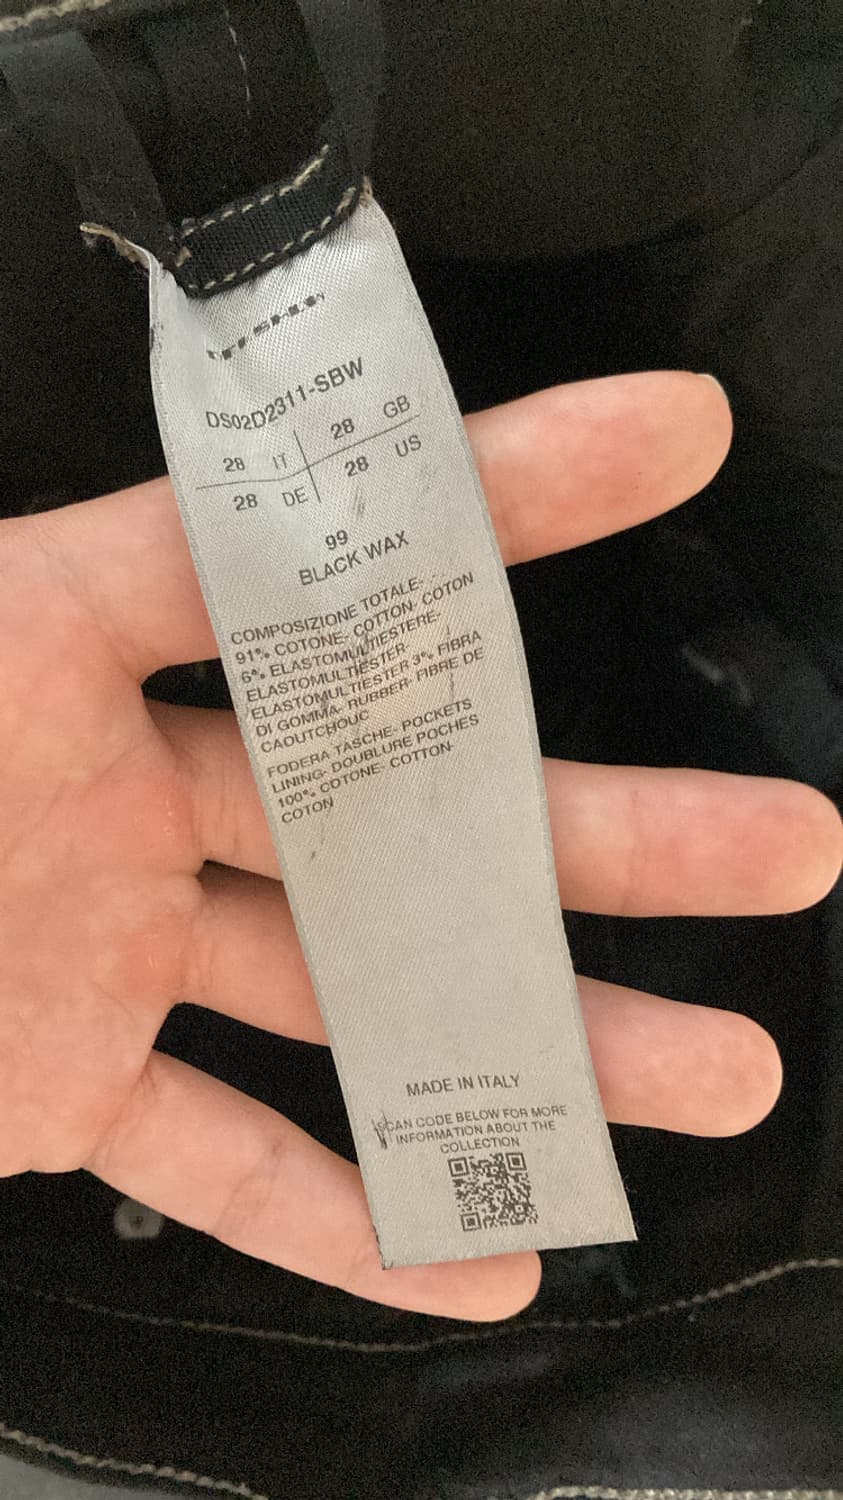 DS02D2311-SBW
28 IT 28 GB
28 DE 28 US
99
BLACK WAX
COMPOSIZIONE TOTALE-
91% COTONE- COTTON- COTON
6% ELASTOMULTIESTERE-
ELASTOMULTIESTER
ELASTOMULTIESTER 3% FIBRA
DI GOMMA- RUBBER- FIBRE DE
CAOUTCHOUC
FODERA TASCHE- POCKETS
LINING- DOUBLURE POCHES
100% COTONE- COTTON-
COTON
MADE IN ITALY
SCAN CODE BELOW FOR MORE
INFORMATION ABOUT THE
COLLECTION